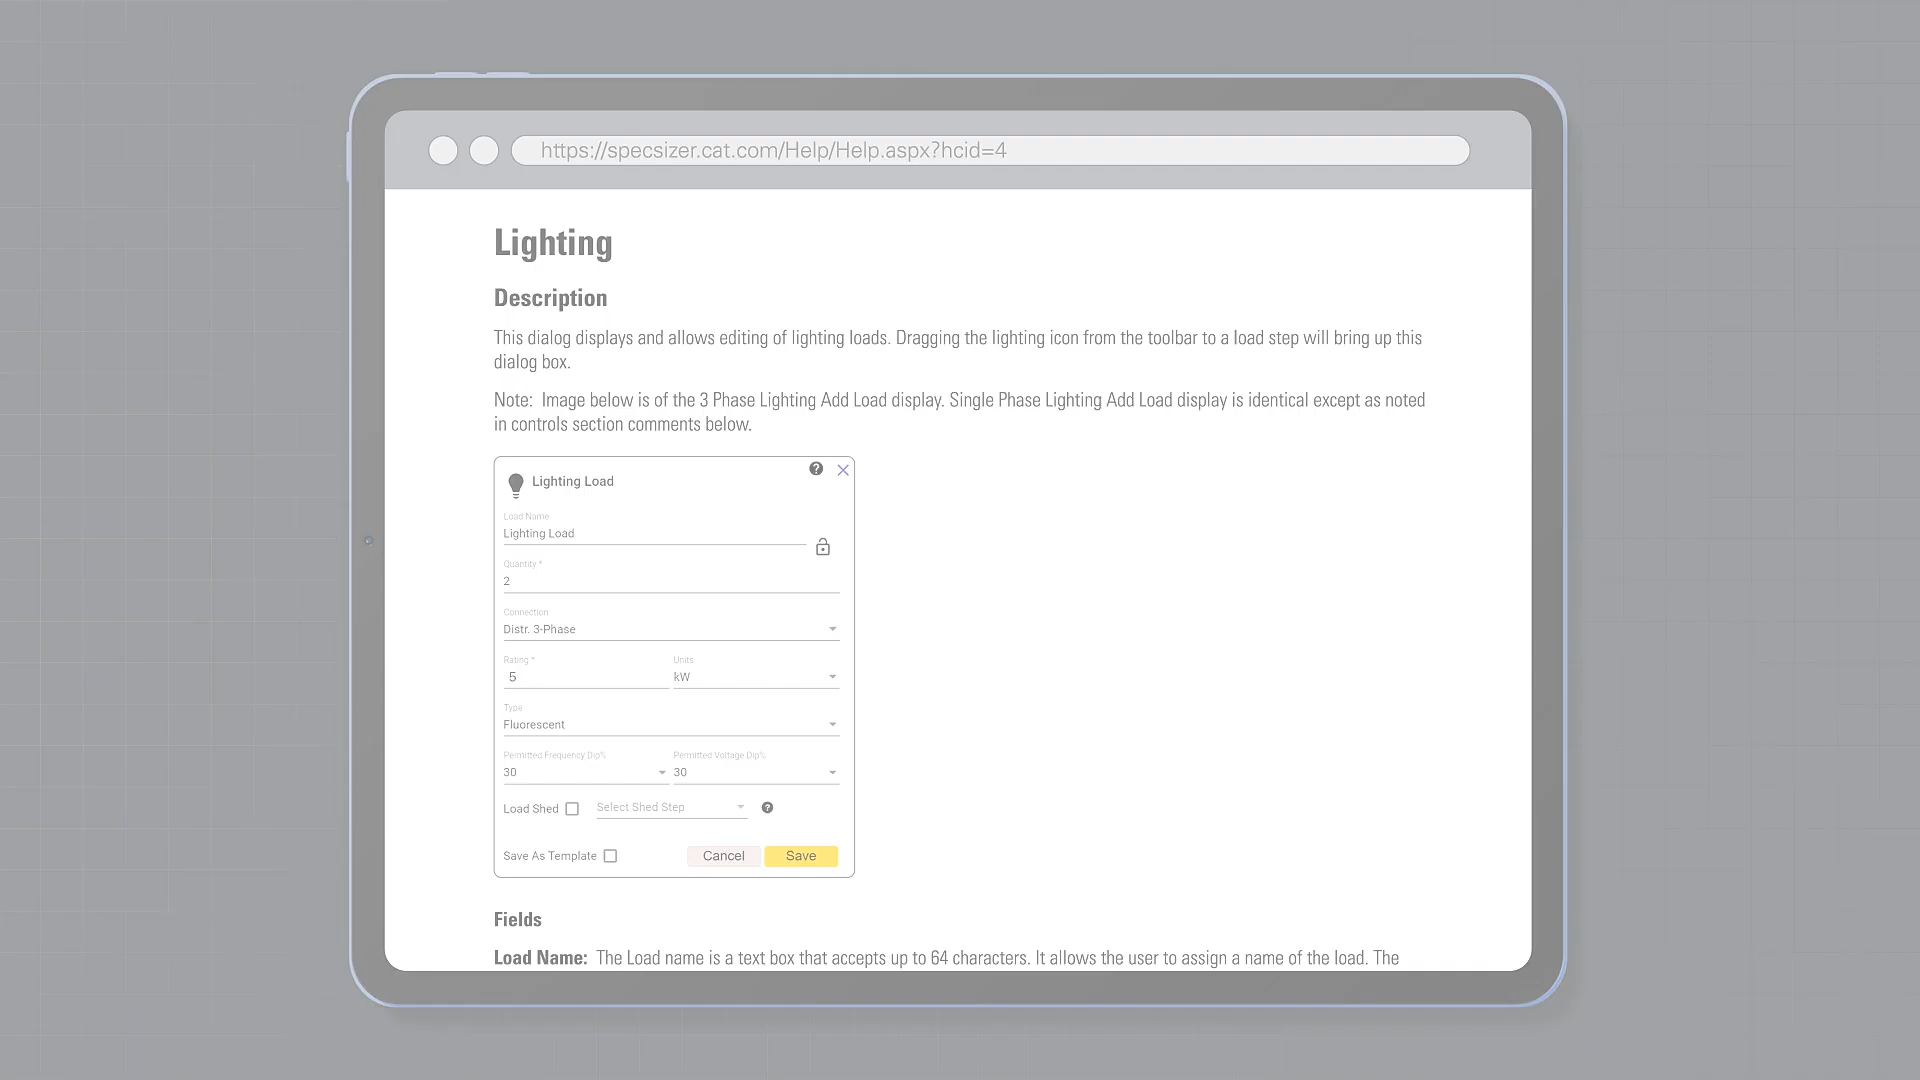 https://specsizer.cat.com/Help/Help.aspx?hcid=4
Lighting
Description
This dialog displays and allows editing of lighting loads. Dragging the lighting icon from the toolbar to a load step will bring up this
dialog box.
Note:  Image below is of the 3 Phase Lighting Add Load display. Single Phase Lighting Add Load display is identical except as noted
in controls section comments below.
?
Lighting Load
Load Name
Lighting Load
Quantity *
2
Connection
Distr. 3-Phase
Rating * Units
5 kW
Type
Fluorescent
Permitted Frequency Dip% Permitted Voltage Dip%
30 30
Load Shed Select Shed Step ?
Save As Template Cancel Save
Fields
Load Name:  The Load name is a text box that accepts up to 64 characters. It allows the user to assign a name of the load. The